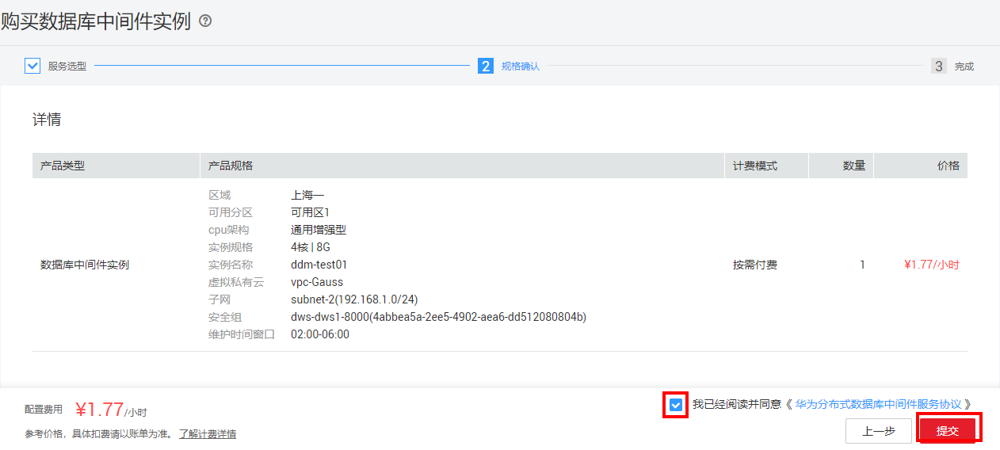 购买数据库中间件实例 ?
服务选型 2 规格确认 3 完成
详情
产品类型 产品规格 计费模式 数量 价格
区域 上海一
可用分区 可用区1
cpu架构 通用增强型
实例规格 4核 | 8G
数据库中间件实例 实例名称 ddm-test01 按需付费 1 ¥1.77/小时
虚拟私有云 vpc-Gauss
子网 subnet-2(192.168.1.0/24)
安全组 dws-dws1-8000(4abbea5a-2ee5-4902-aea6-dd512080804b)
维护时间窗口 02:00-06:00
配置费用 ¥1.77/小时 我已经阅读并同意《 华为分布式数据库中间件服务协议 》
参考价格，具体扣费请以账单为准。 了解计费详情 上一步 提交